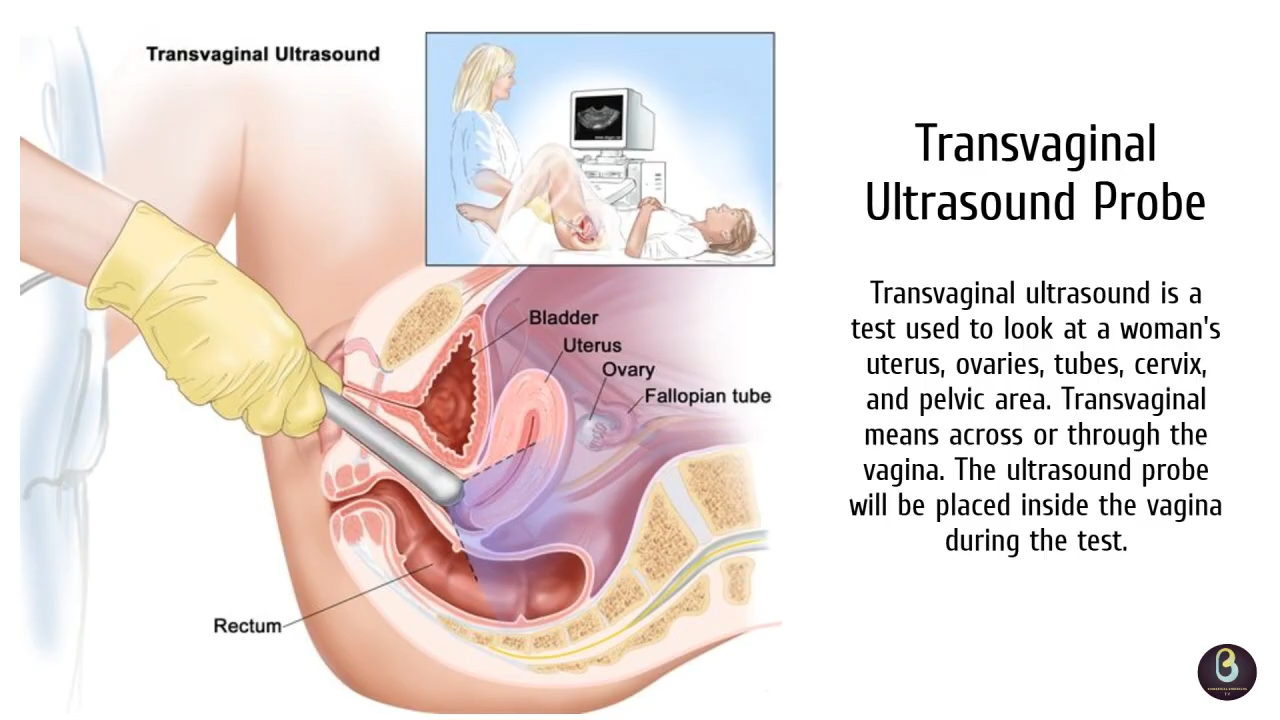 Transvaginal Ultrasound
Bladder
Uterus
Ovary
Fallopian tube
Rectum
Transvaginal
Ultrasound Probe
Transvaginal ultrasound is a
test used to look at a woman's
uterus, ovaries, tubes, cervix,
and pelvic area. Transvaginal
means across or through the
vagina. The ultrasound probe
will be placed inside the vagina
during the test.